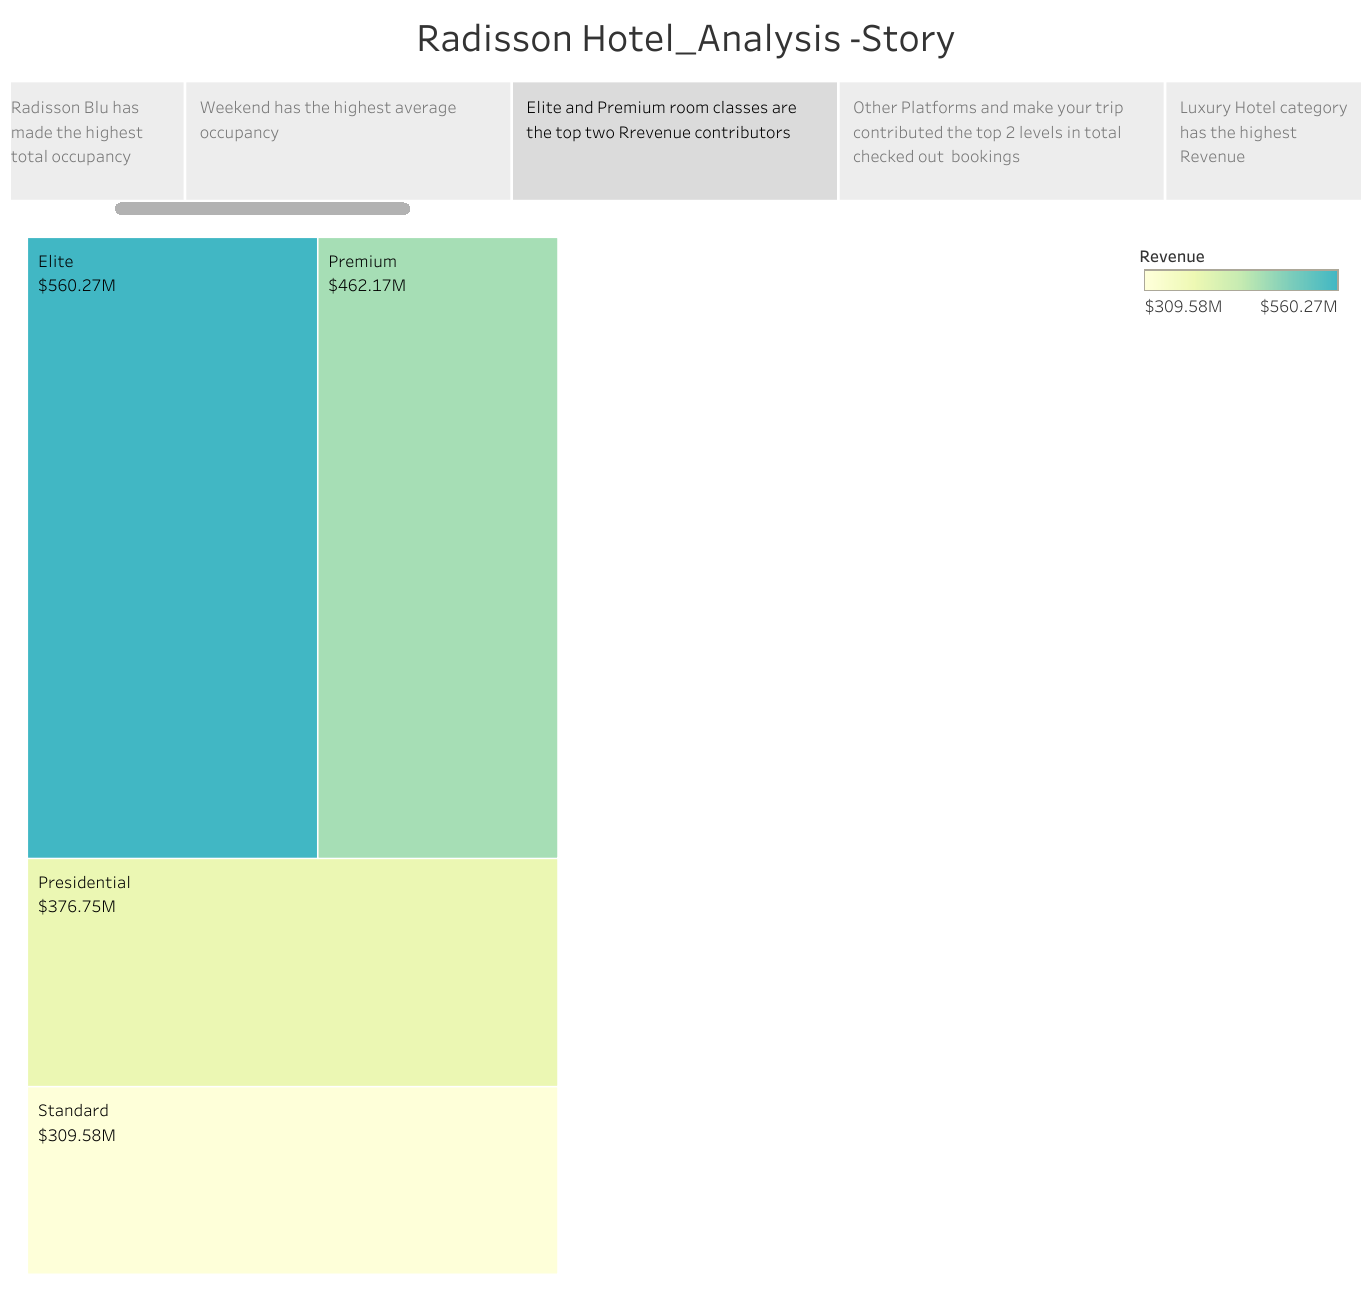 Radisson Hotel_Analysis -Story
Radisson Blu has
made the highest
total occupancy
Weekend has the highest average
occupancy
Elite and Premium room classes are
the top two Rrevenue contributors
Other Platforms and make your trip
contributed the top 2 levels in total
checked out  bookings
Luxury Hotel category
has the highest
Revenue
Elite
$560.27M
Premium
$462.17M
Presidential
$376.75M
Standard
$309.58M
Revenue
$309.58M $560.27M